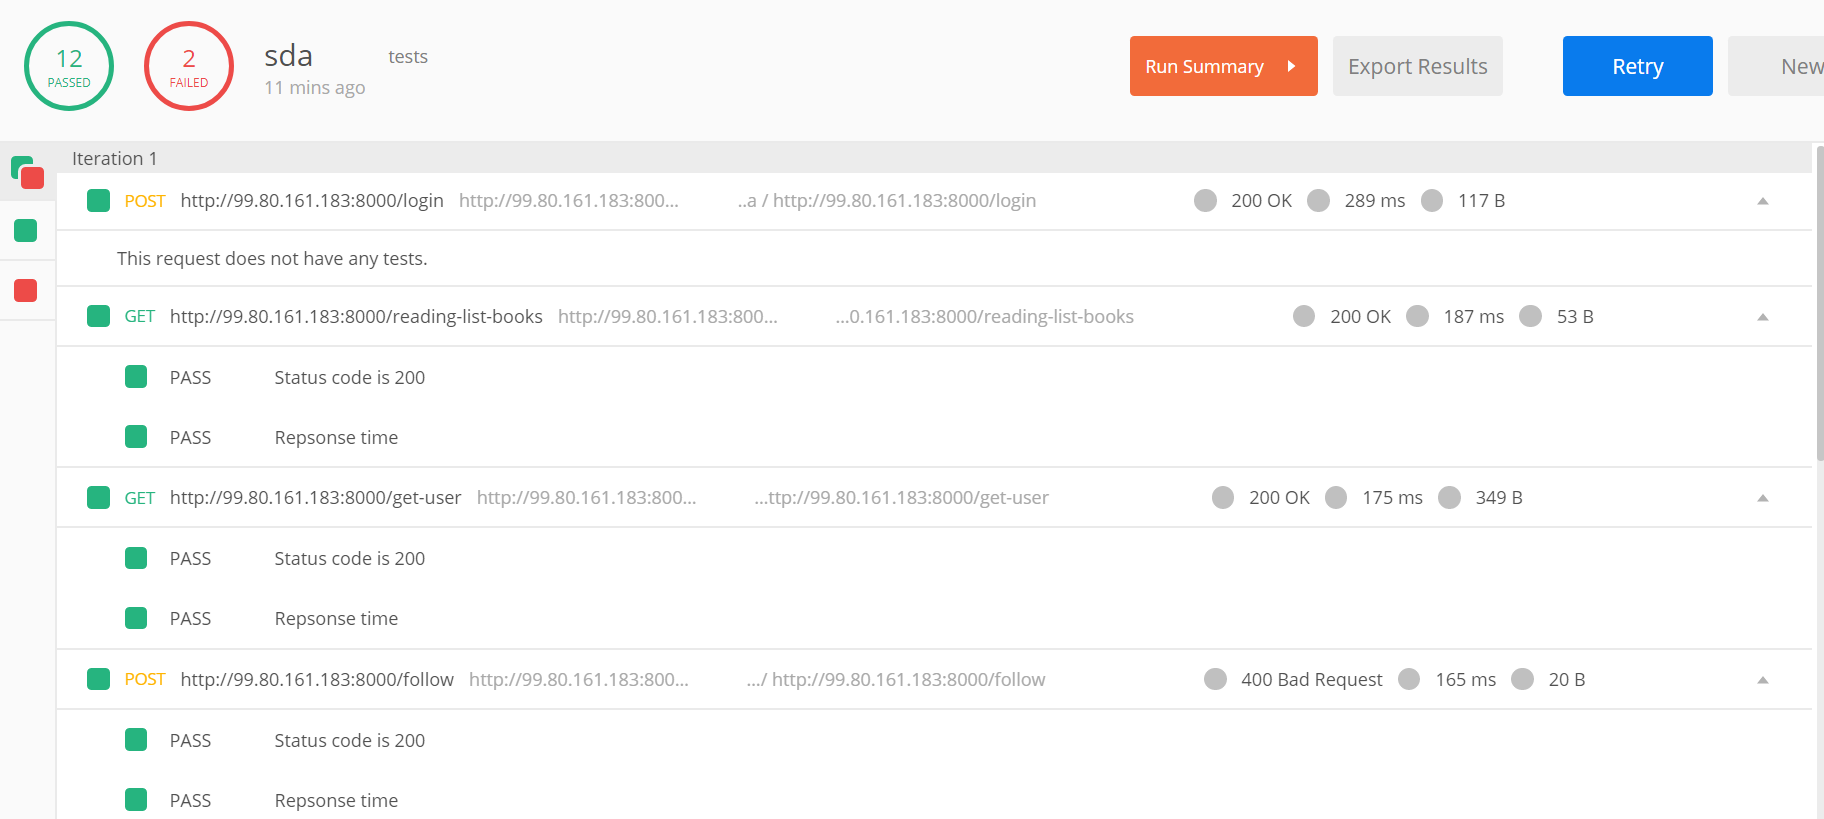 12
PASSED
2
FAILED
sda tests
11 mins ago
Run Summary
Export Results
Retry
New
Iteration 1
POST http://99.80.161.183:8000/login http://99.80.161.183:800... ..a / http://99.80.161.183:8000/login 200 OK 289 ms 117 B
This request does not have any tests.
GET http://99.80.161.183:8000/reading-list-books http://99.80.161.183:800... ...0.161.183:8000/reading-list-books 200 OK 187 ms 53 B
PASS Status code is 200
PASS Repsonse time
GET http://99.80.161.183:8000/get-user http://99.80.161.183:800... ...ttp://99.80.161.183:8000/get-user 200 OK 175 ms 349 B
PASS Status code is 200
PASS Repsonse time
POST http://99.80.161.183:8000/follow http://99.80.161.183:800... .../ http://99.80.161.183:8000/follow 400 Bad Request 165 ms 20 B
PASS Status code is 200
PASS Repsonse time